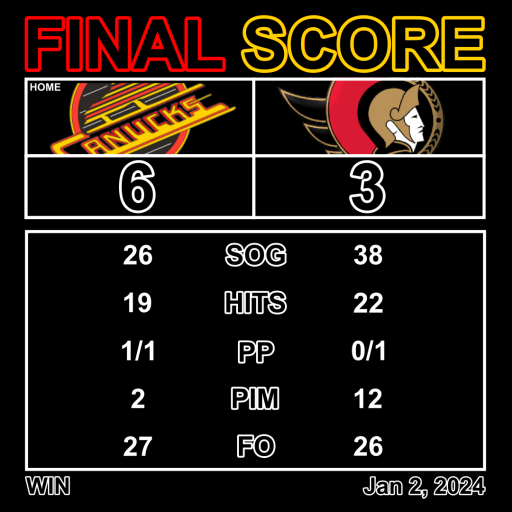 FINAL SCORE
HOME
CANUCKS
6 3
26 SOG 38
19 HITS 22
1/1 PP 0/1
2 PIM 12
27 FO 26
WIN Jan 2, 2024